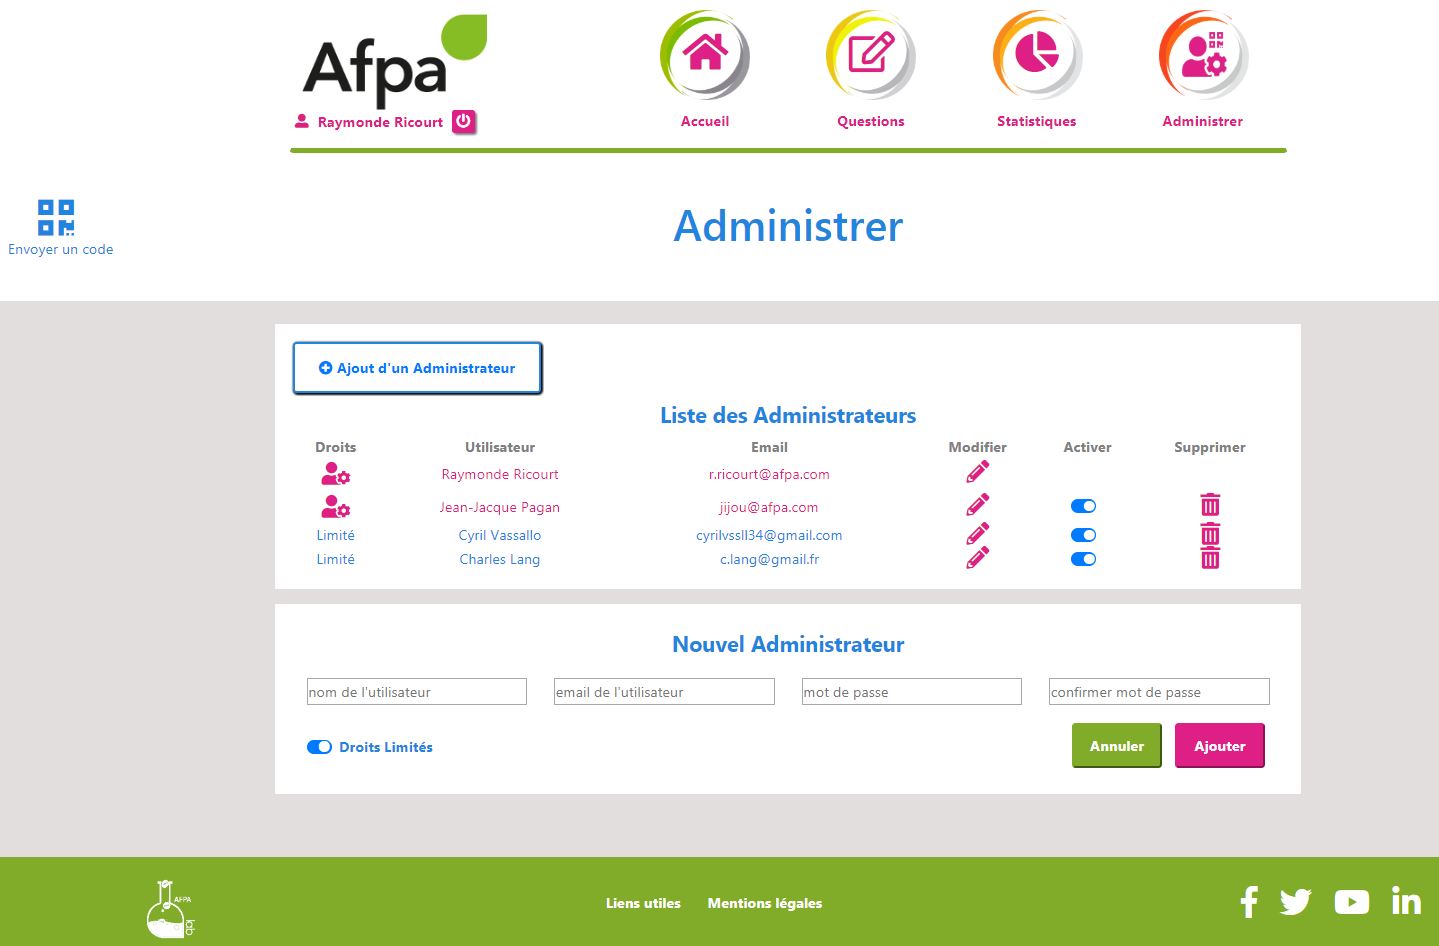 Afpa
Raymonde Ricourt
Accueil
Questions
Statistiques
Administrer
Envoyer un code
Administrer
Ajout d'un Administrateur
Liste des Administrateurs
Droits Utilisateur Email Modifier Activer Supprimer
Raymonde Ricourt r.ricourt@afpa.com
Jean-Jacque Pagan jijou@afpa.com
Limité Cyril Vassallo cyrilvssll34@gmail.com
Limité Charles Lang c.lang@gmail.fr
Nouvel Administrateur
nom de l'utilisateur email de l'utilisateur mot de passe confirmer mot de passe
Droits Limités
Annuler
Ajouter
AFPA
lab
Liens utiles
Mentions légales